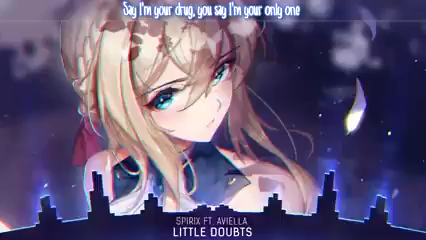 Say I'm your drug, you say I'm your only one
SPIRIX FT. AVIELLA
LITTLE DOUBTS